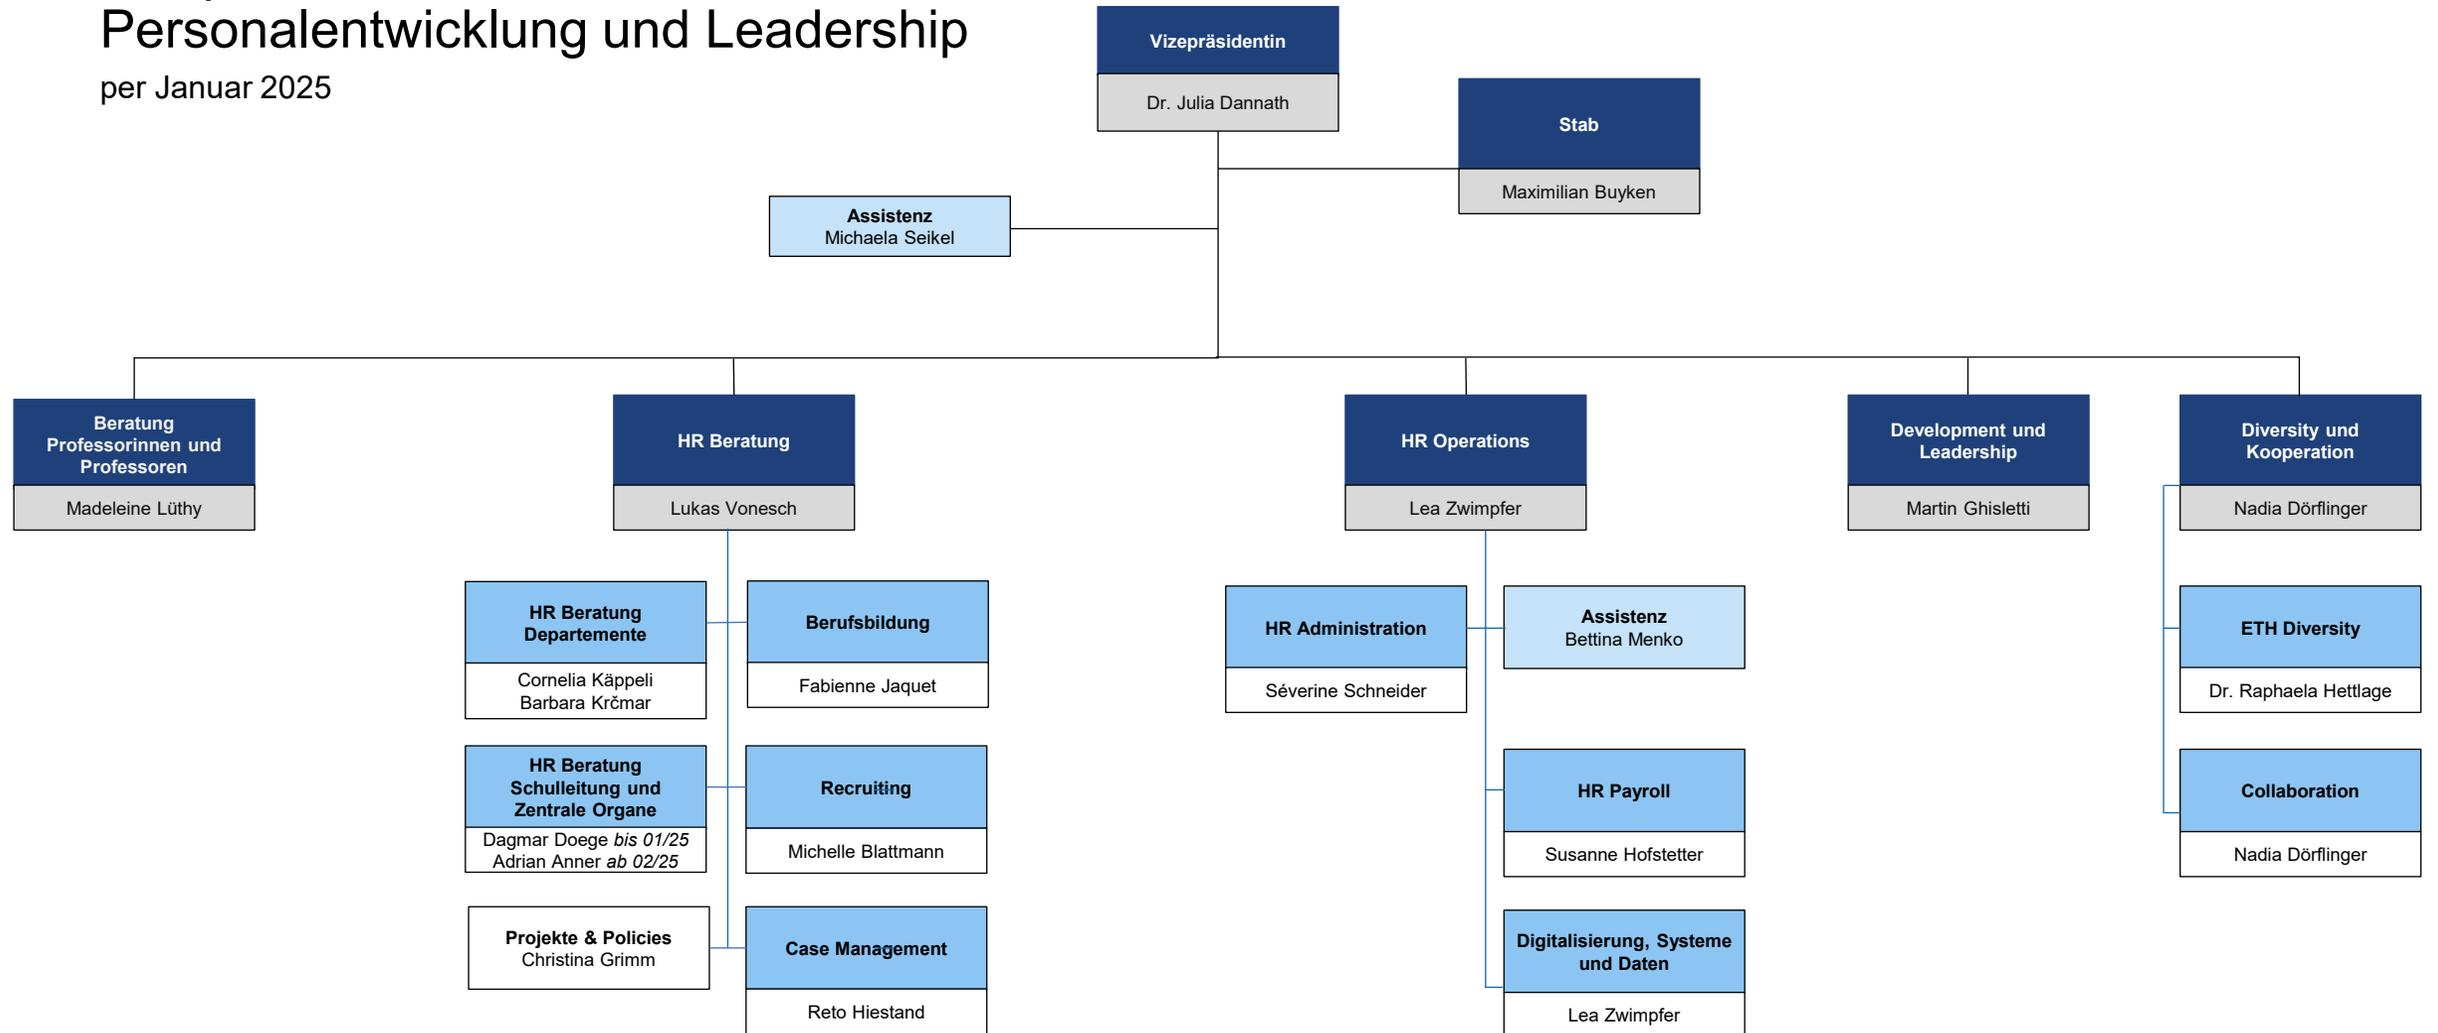 Personalentwicklung und Leadership
per Januar 2025
Vizepräsidentin
Dr. Julia Dannath
Stab
Maximilian Buyken
Assistenz
Michaela Seikel
Beratung
Professorinnen und
Professoren
Madeleine Lüthy
HR Beratung
Lukas Vonesch
HR Operations
Lea Zwimpfer
Development und
Leadership
Martin Ghisletti
Diversity und
Kooperation
Nadia Dörflinger
HR Beratung
Departemente
Cornelia Käppeli
Barbara Krčmar
Berufsbildung
Fabienne Jaquet
HR Administration
Séverine Schneider
Assistenz
Bettina Menko
ETH Diversity
Dr. Raphaela Hettlage
HR Beratung
Schulleitung und
Zentrale Organe
Dagmar Doege bis 01/25
Adrian Anner ab 02/25
Recruiting
Michelle Blattmann
HR Payroll
Susanne Hofstetter
Collaboration
Nadia Dörflinger
Projekte & Policies
Christina Grimm
Case Management
Reto Hiestand
Digitalisierung, Systeme
und Daten
Lea Zwimpfer